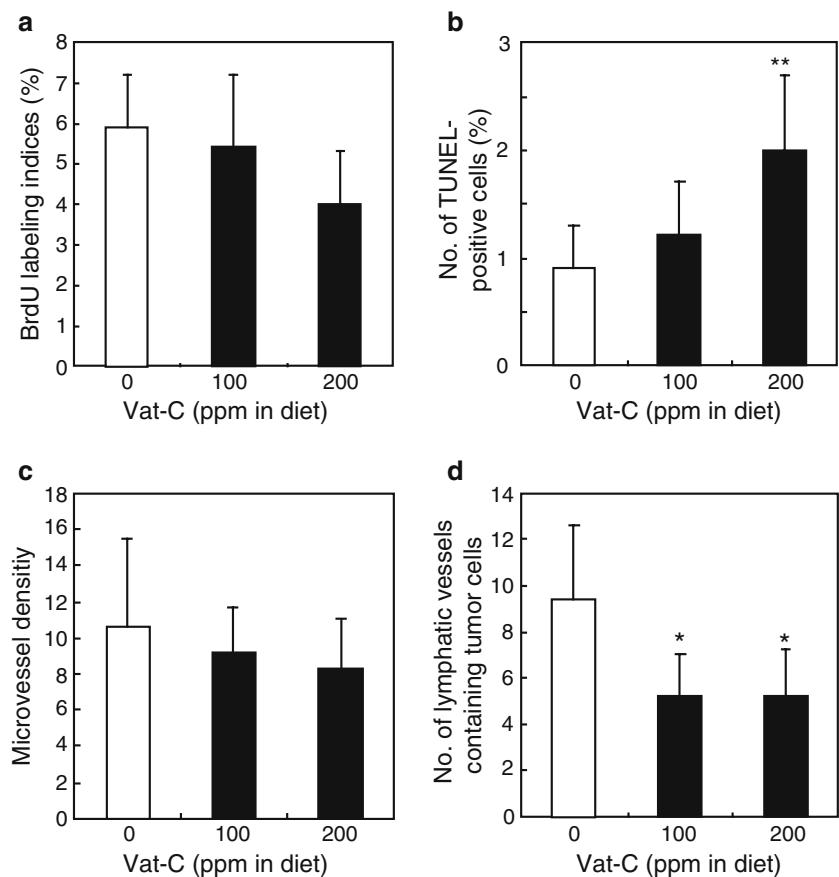 a
BrdU labeling indices (%)
8
7
6
5
4
3
2
1
0
0 100 200
Vat-C (ppm in diet)
b
No. of TUNEL-
positive cells (%)
3
2
1
0
**
0 100 200
Vat-C (ppm in diet)
c
Microvessel densitiy
18
16
14
12
10
8
6
4
2
0
0 100 200
Vat-C (ppm in diet)
d
No. of lymphatic vessels
containing tumor cells
14
12
10
8
6
4
2
0
* *
0 100 200
Vat-C (ppm in diet)